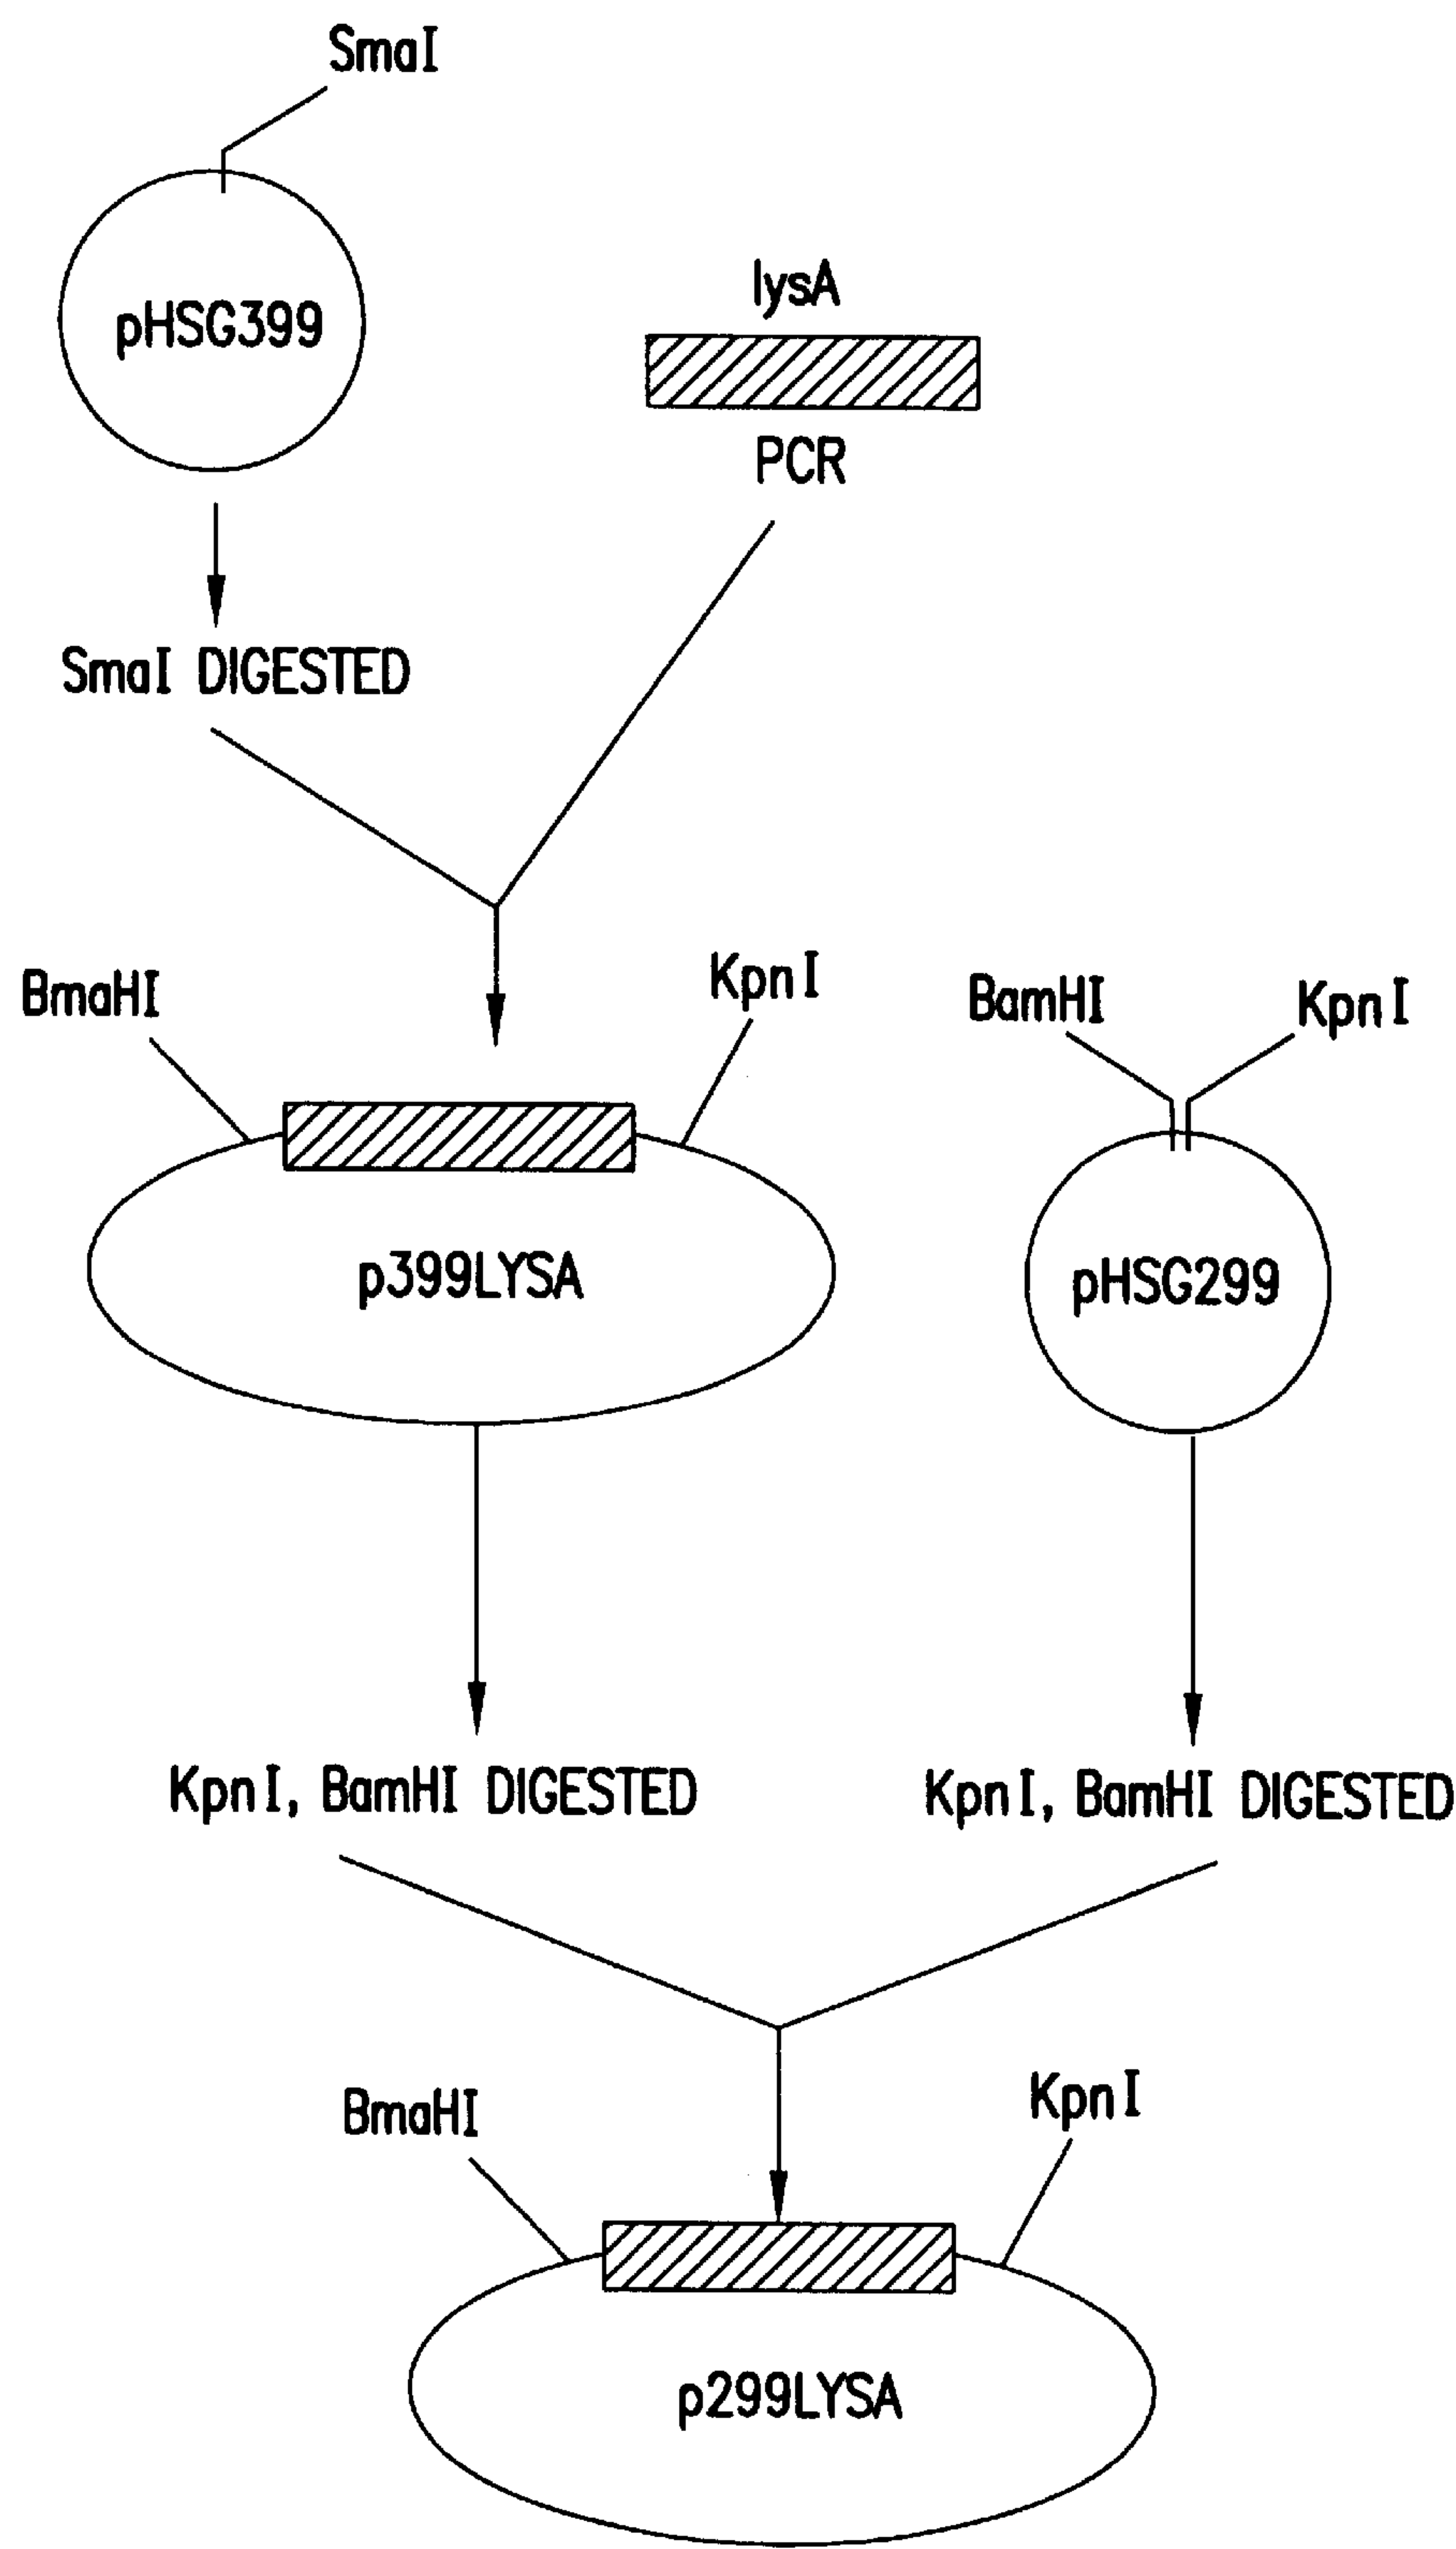 SmaI
pHSG399
lysA
PCR
SmaI DIGESTED
BmaHI
KpnI
BamHI
KpnI
p399LYSA
pHSG299
KpnI, BamHI DIGESTED
KpnI, BamHI DIGESTED
BmaHI
KpnI
p299LYSA